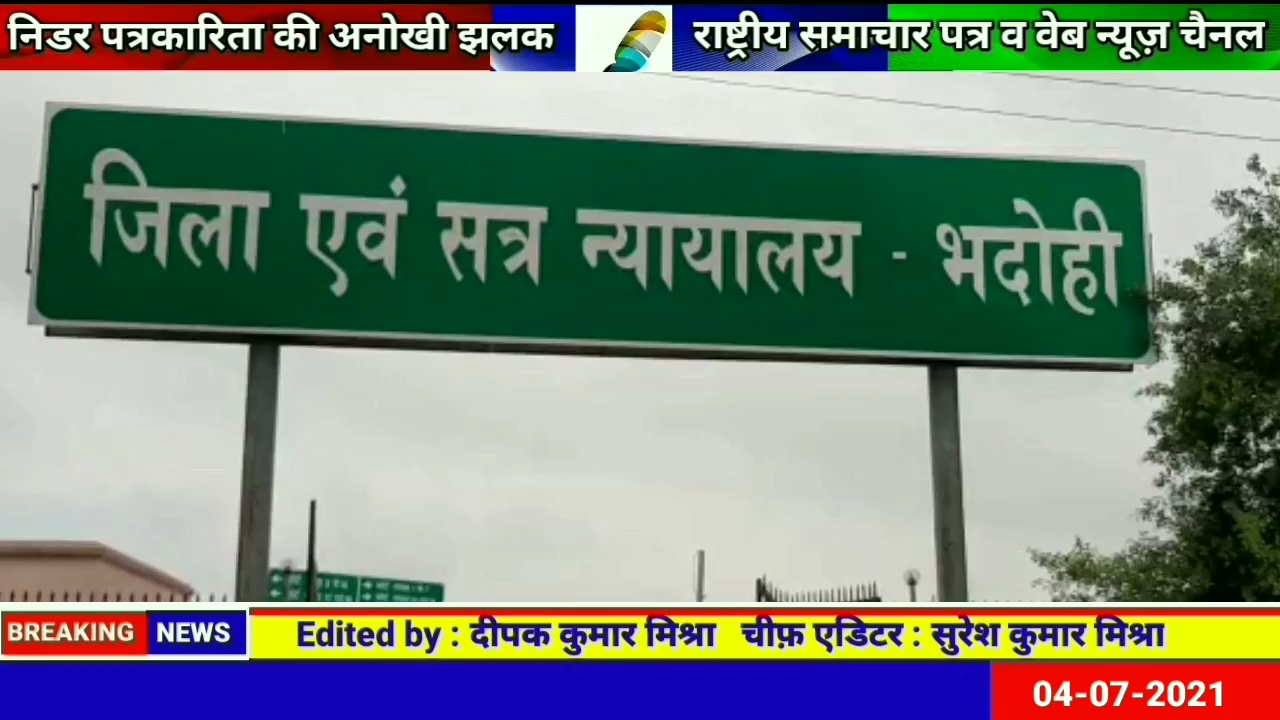 निडर पत्रकारिता की अनोखी झलक
राष्ट्रीय समाचार पत्र व वेब न्यूज़ चैनल
जिला एवं सत्र न्यायालय - भदोही
BREAKING NEWS
Edited by : दीपक कुमार मिश्रा चीफ़ एडिटर : सुरेश कुमार मिश्रा
04-07-2021